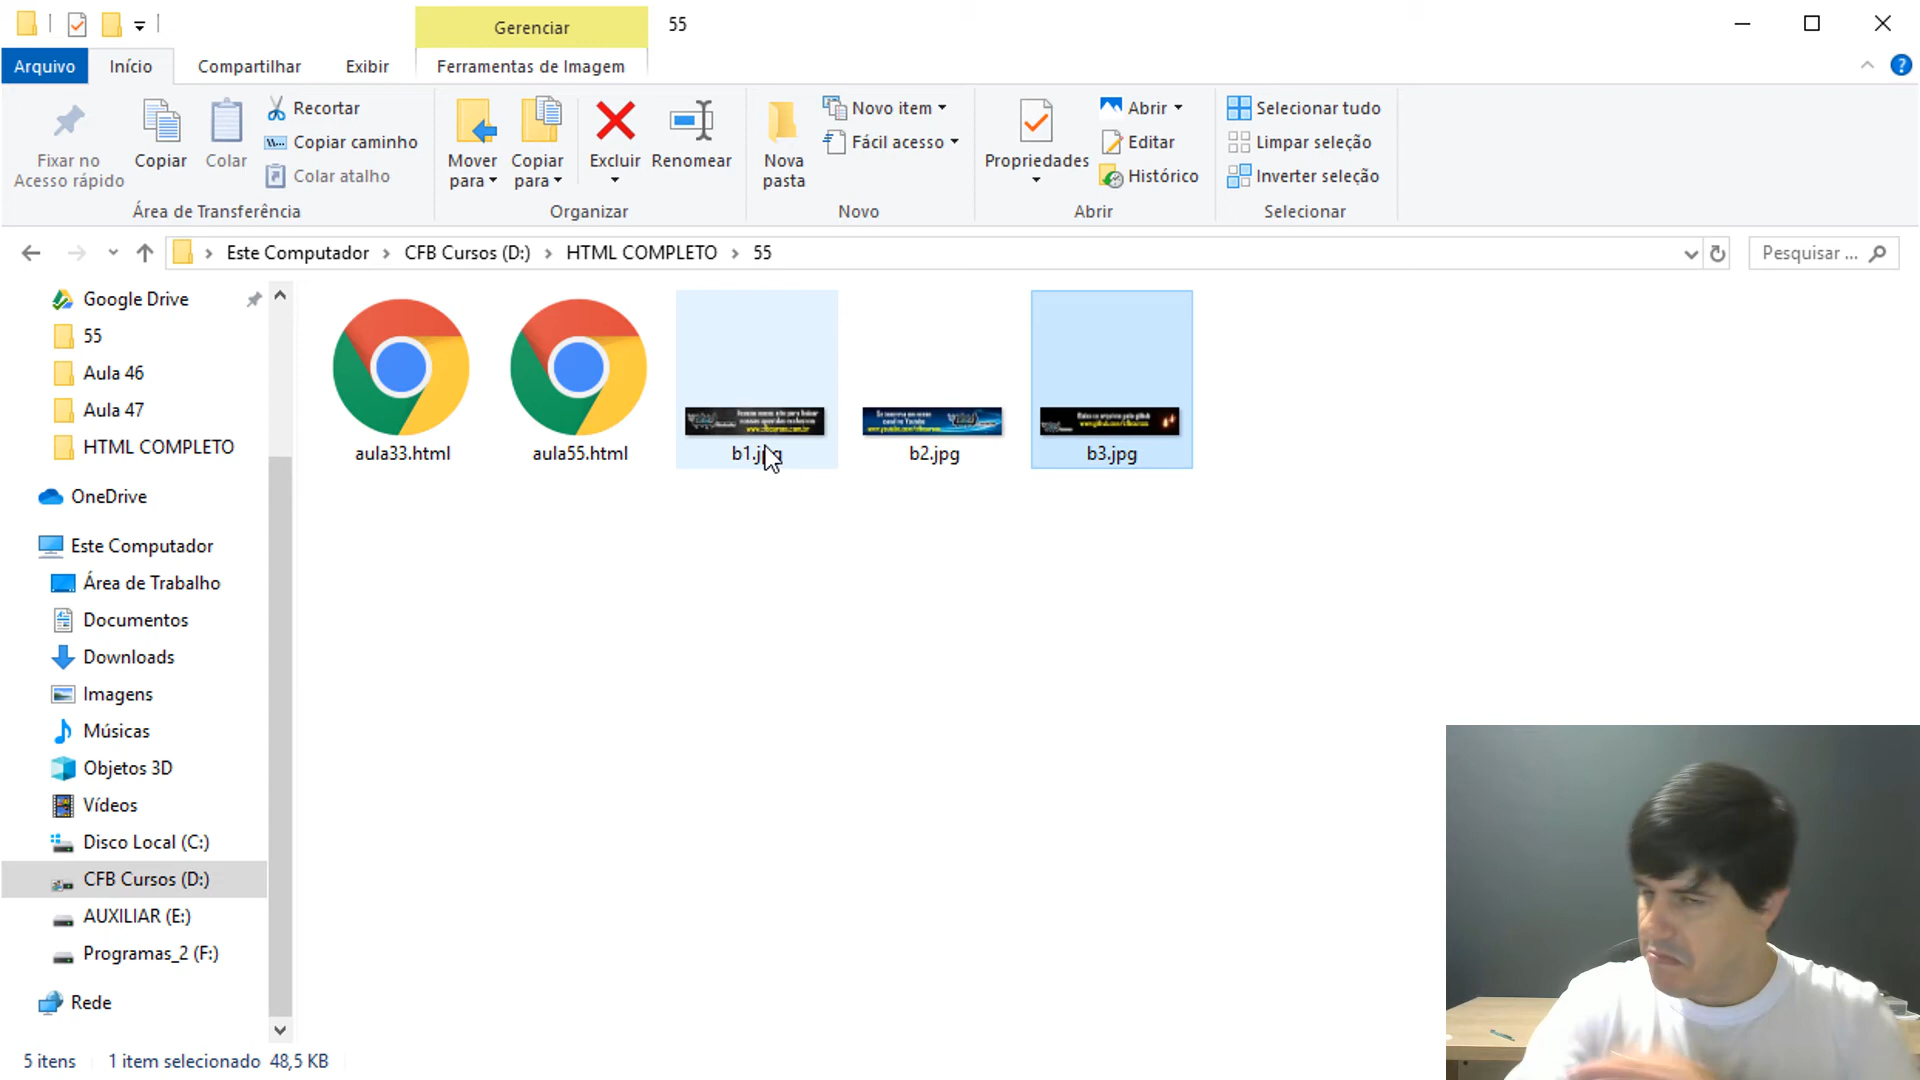 Gerenciar
55
Arquivo
Início
Compartilhar
Exibir
Ferramentas de Imagem
Fixar no
Acesso rápido
Copiar
Colar
Recortar
Copiar caminho
Colar atalho
Área de Transferência
Mover
para
Copiar
para
Excluir
Renomear
Organizar
Nova
pasta
Novo item
Fácil acesso
Novo
Propriedades
Abrir
Editar
Histórico
Abrir
Selecionar tudo
Limpar seleção
Inverter seleção
Selecionar
Este Computador
CFB Cursos (D:)
HTML COMPLETO
55
Pesquisar ...
Google Drive
55
Aula 46
Aula 47
HTML COMPLETO
OneDrive
Este Computador
Área de Trabalho
Documentos
Downloads
Imagens
Músicas
Objetos 3D
Vídeos
Disco Local (C:)
CFB Cursos (D:)
AUXILIAR (E:)
Programas_2 (F:)
Rede
aula33.html
aula55.html
b1.jpg
b2.jpg
b3.jpg
5 itens
1 item selecionado 48,5 KB